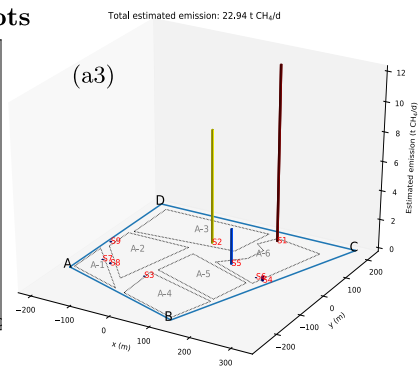 ots
Total estimated emission: 22.94 t CH4/d
(a3)
12
10
8
6
4
2
0
Estimated emission (t CH4/d)
D
A-3
S2
S1
S9
A-2
A-6
C
A
A-1
S7
S8
S5
S3
A-5
S6
S4
A-4
B
−200
−100
0
100
200
300
x (m)
−200
−100
0
100
200
y (m)